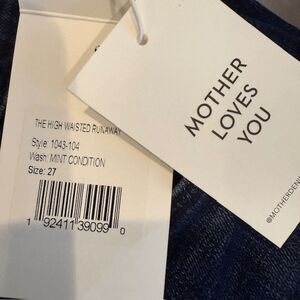 THE HIGH WAISTED RUNAWAY
Style: 1043-104
Wash: MINT CONDITION
Size: 27
1 92411 39099 0
MOTHER
LOVES
YOU